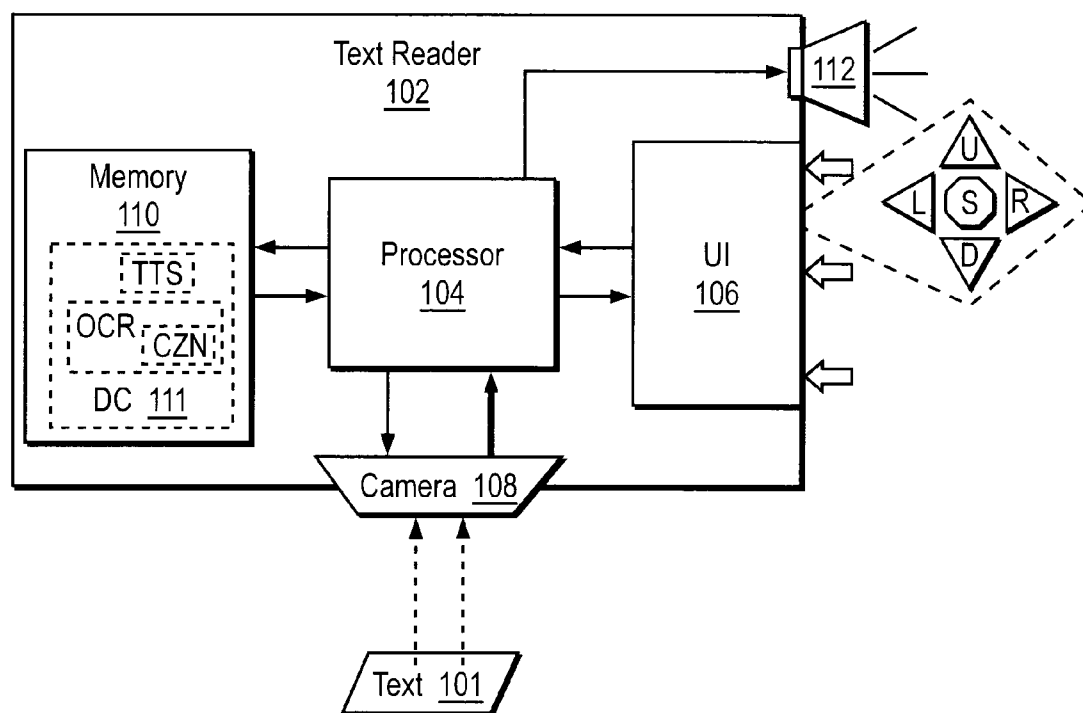 Text Reader
102
112
U
L
S
R
D
Memory
110
TTS
OCR
CZN
DC 111
Processor
104
UI
106
Camera 108
Text 101